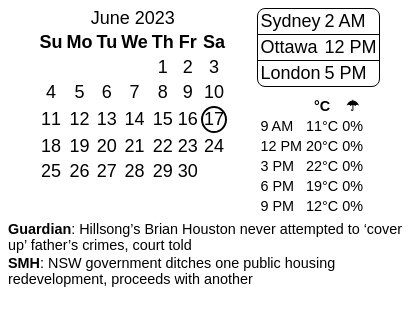 June 2023
Su Mo Tu We Th Fr Sa
1 2 3
4 5 6 7 8 9 10
11 12 13 14 15 16 17
18 19 20 21 22 23 24
25 26 27 28 29 30
Sydney 2 AM
Ottawa 12 PM
London 5 PM
°C ☂
9 AM 11°C 0%
12 PM 20°C 0%
3 PM 22°C 0%
6 PM 19°C 0%
9 PM 12°C 0%
Guardian: Hillsong’s Brian Houston never attempted to ‘cover
up’ father’s crimes, court told
SMH: NSW government ditches one public housing
redevelopment, proceeds with another